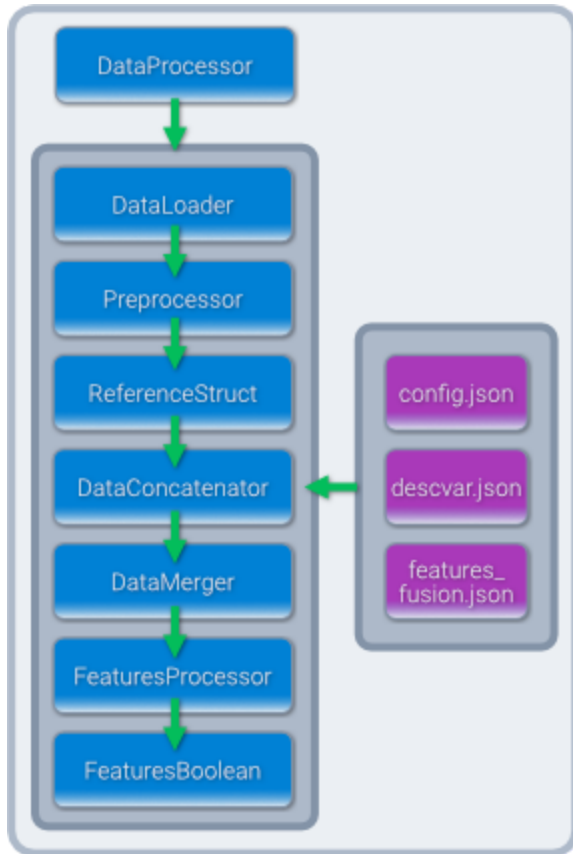 DataProcessor
DataLoader
Preprocessor
ReferenceStruct
DataConcatenator
DataMerger
FeaturesProcessor
FeaturesBoolean
config.json
descvar.json
features_
fusion.json